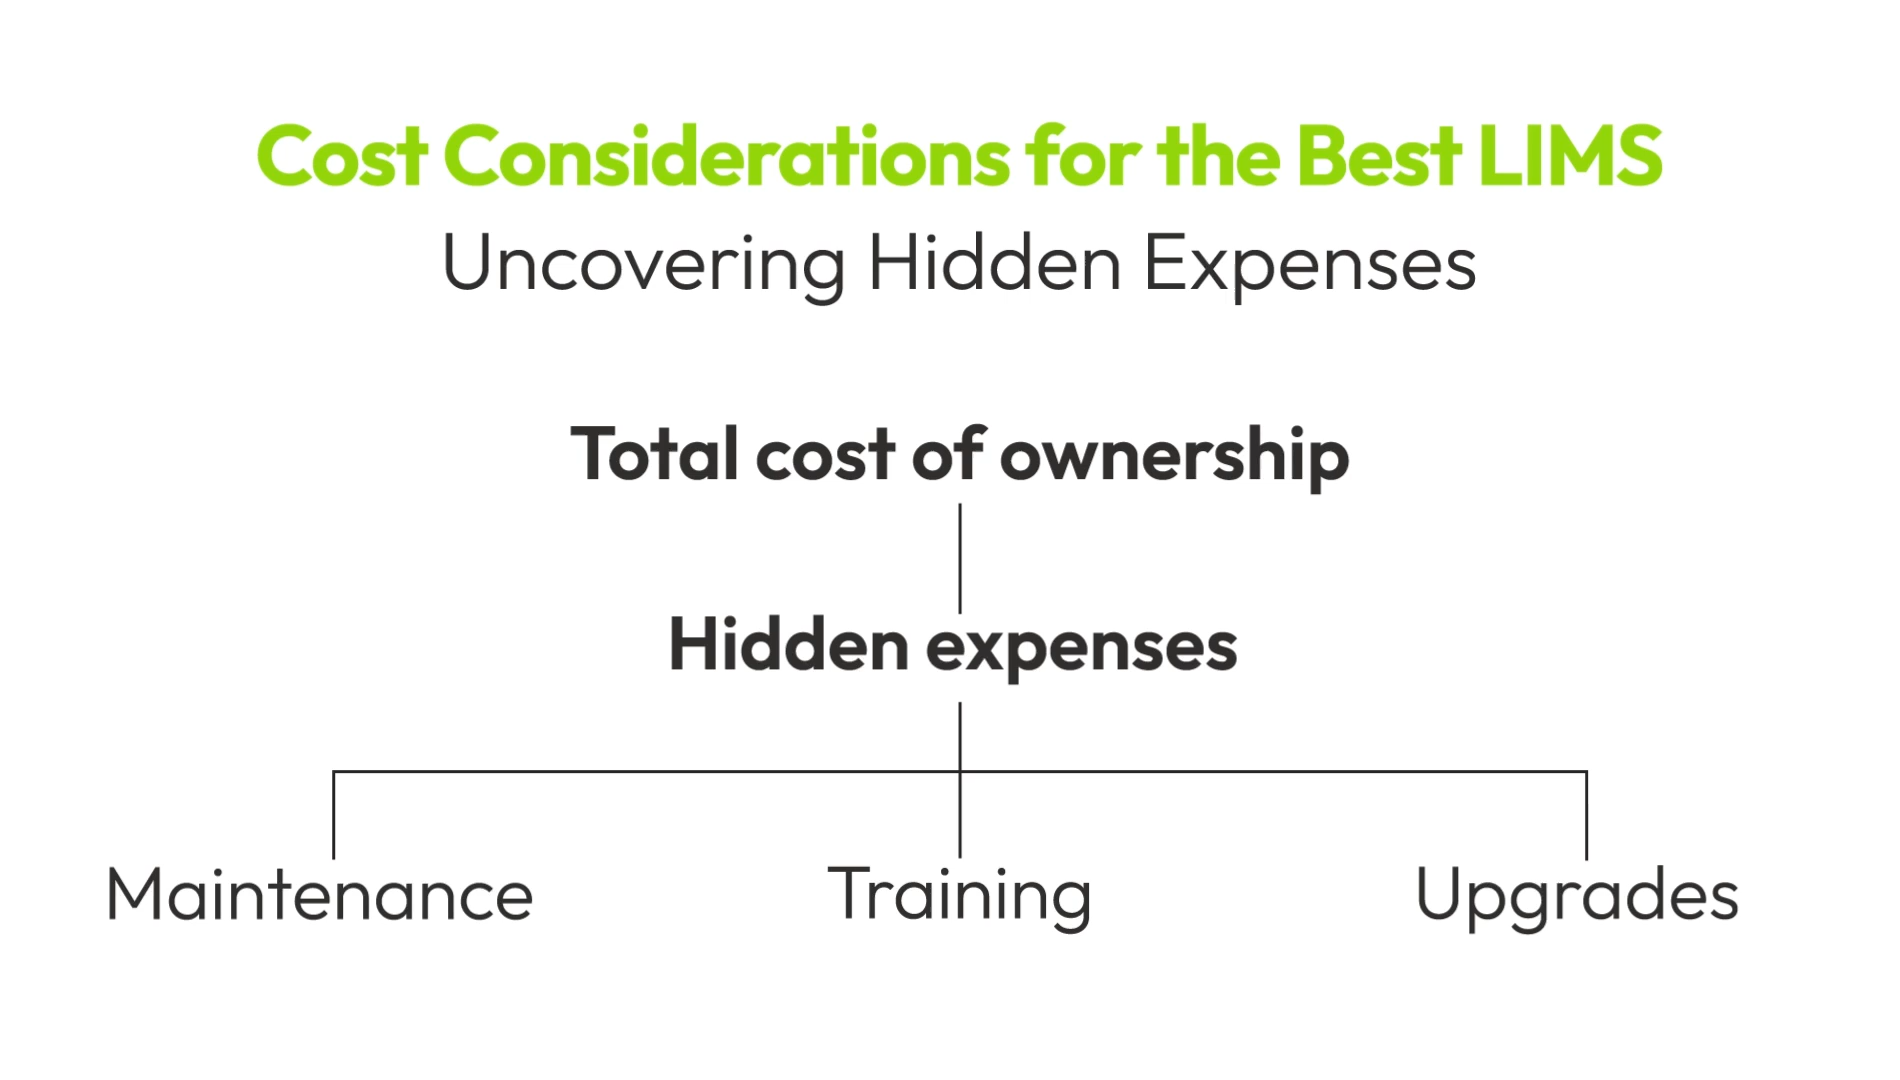 Cost Considerations for the Best LIMS
Uncovering Hidden Expenses
Total cost of ownership
Hidden expenses
Maintenance
Training
Upgrades